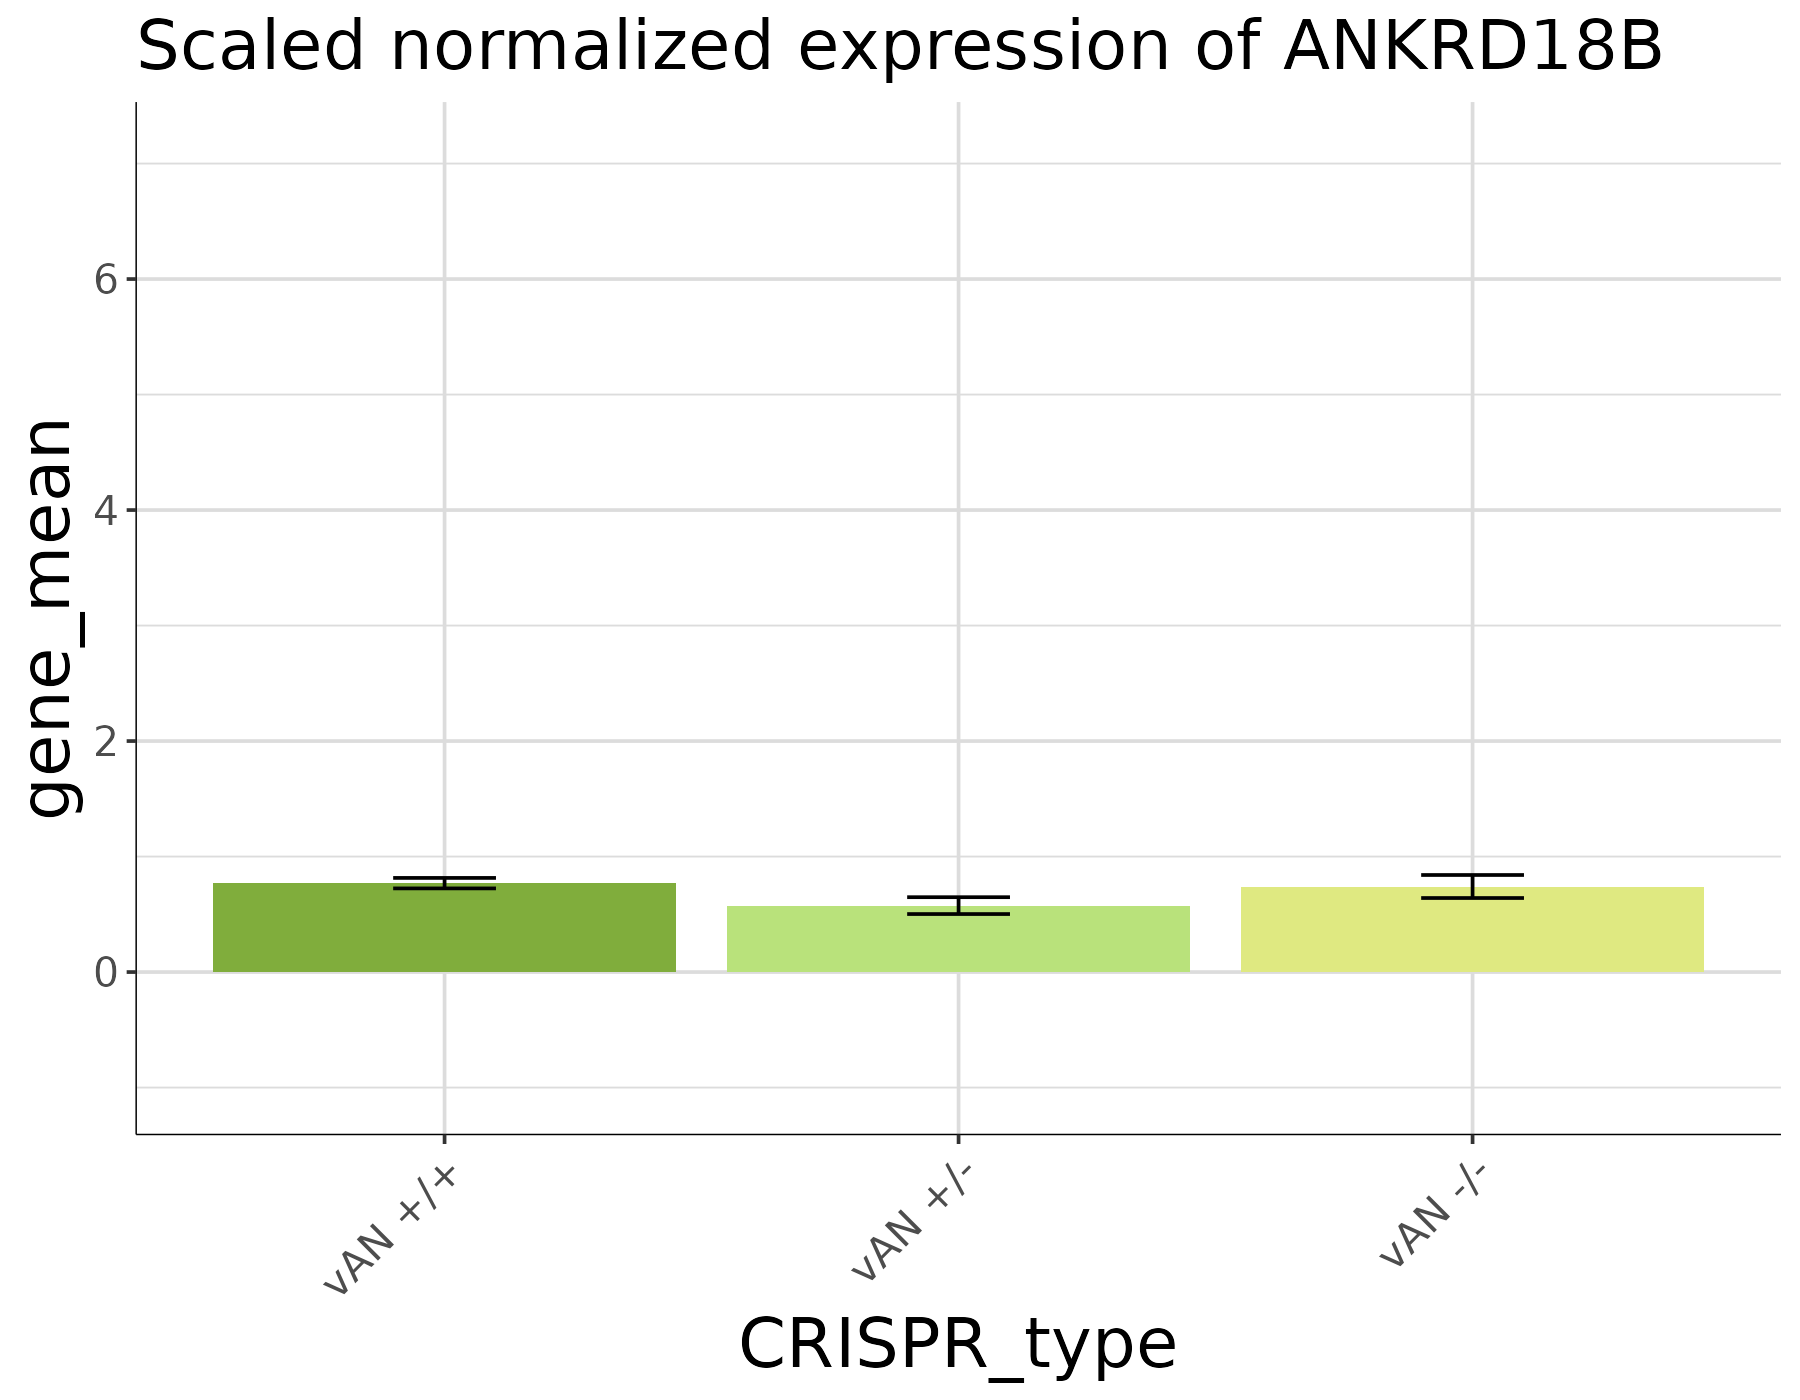 Scaled normalized expression of ANKRD18B
gene_mean
6
4
2
0
vAN +/+
vAN +/-
vAN -/-
CRISPR_type